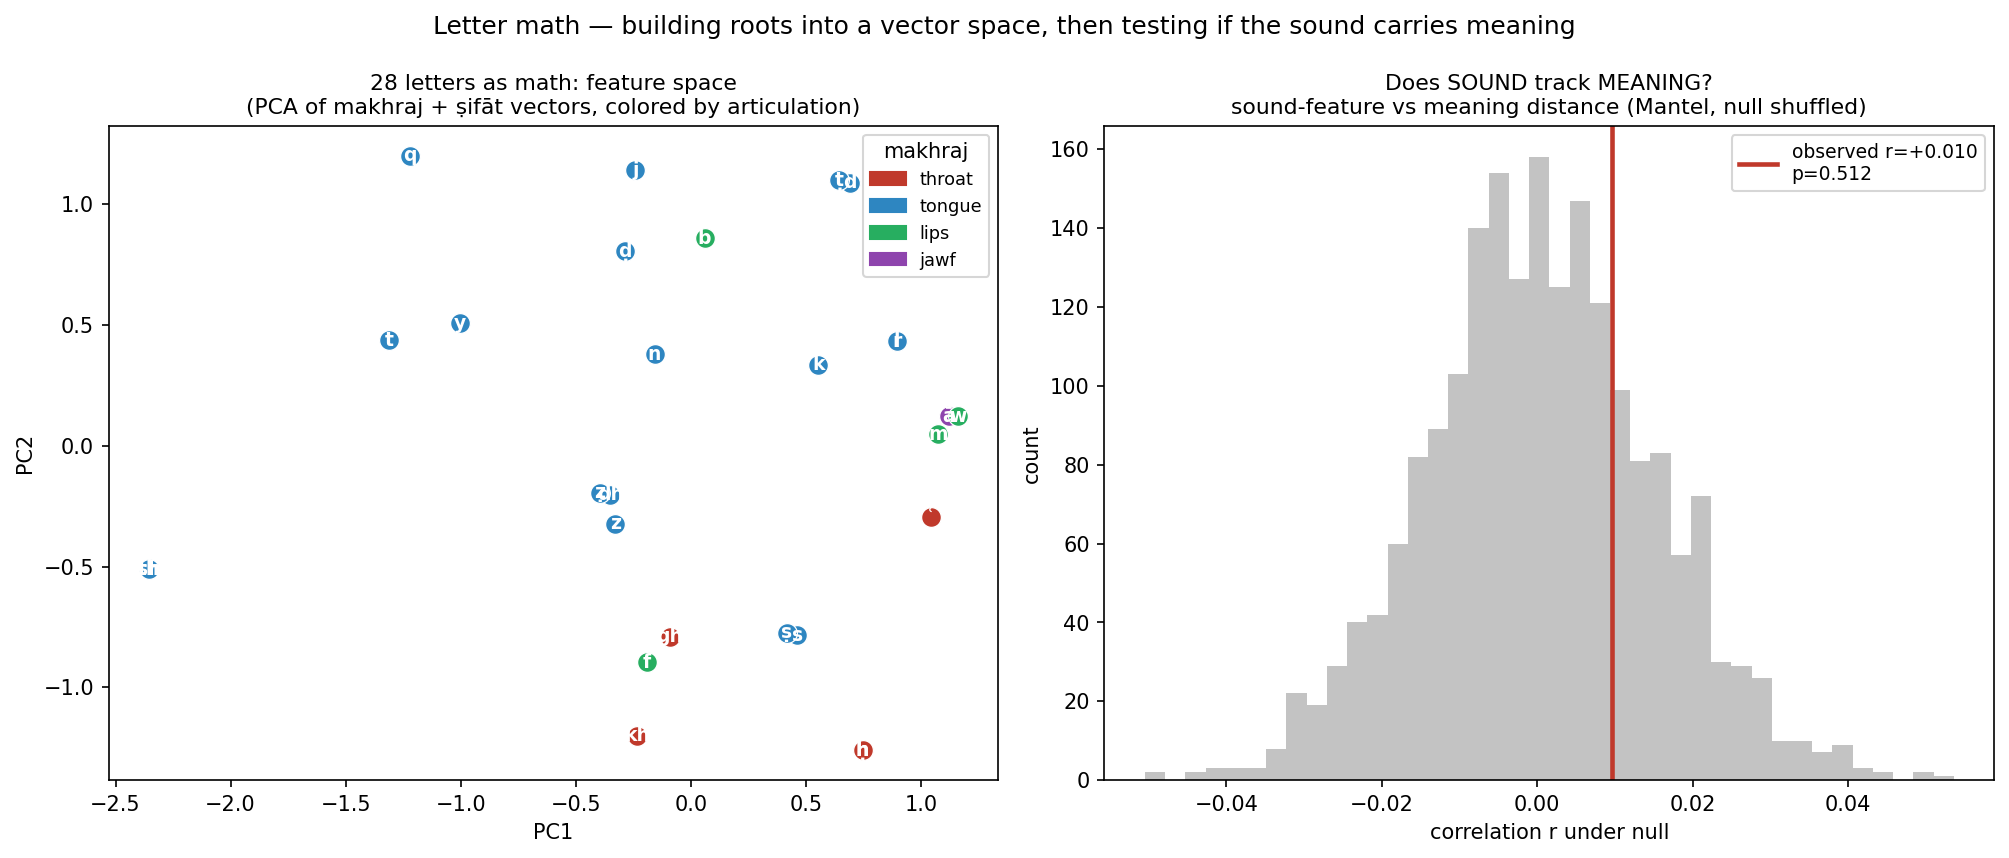 Letter math — building roots into a vector space, then testing if the sound carries meaning
28 letters as math: feature space
(PCA of makhraj + ṣifāt vectors, colored by articulation)
makhraj
throat
tongue
lips
jawf
q
j
d
b
ḍ
y
t
n
k
w
m
z
f
PC2
1.0
0.5
0.0
−0.5
−1.0
−2.5
−2.0
−1.5
−1.0
−0.5
0.0
0.5
1.0
PC1
Does SOUND track MEANING?
sound-feature vs meaning distance (Mantel, null shuffled)
observed r=+0.010
p=0.512
count
160
140
120
100
80
60
40
20
0
−0.04
−0.02
0.00
0.02
0.04
correlation r under null